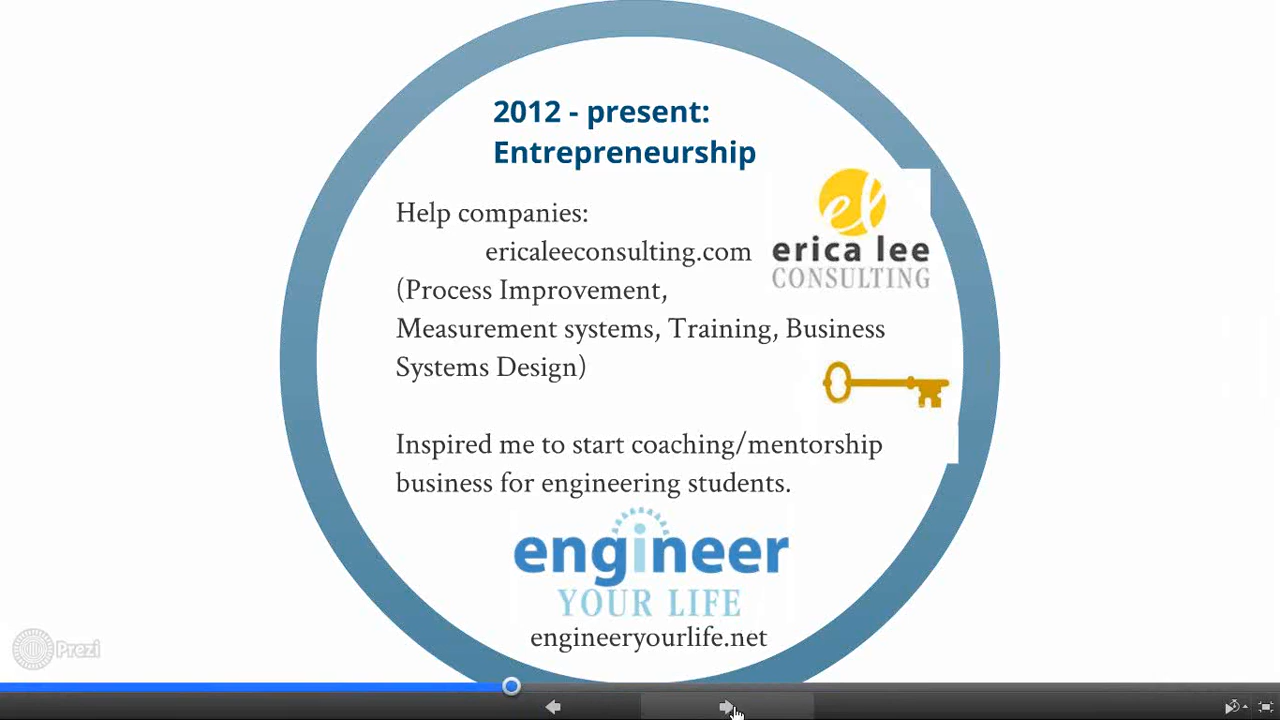 2012 - present:
Entrepreneurship
Help companies:
ericaleeconsulting.com
(Process Improvement,
Measurement systems, Training, Business
Systems Design)
el
erica lee
CONSULTING
Inspired me to start coaching/mentorship
business for engineering students.
engineer
YOUR LIFE
engineeryourlife.net
Prezi